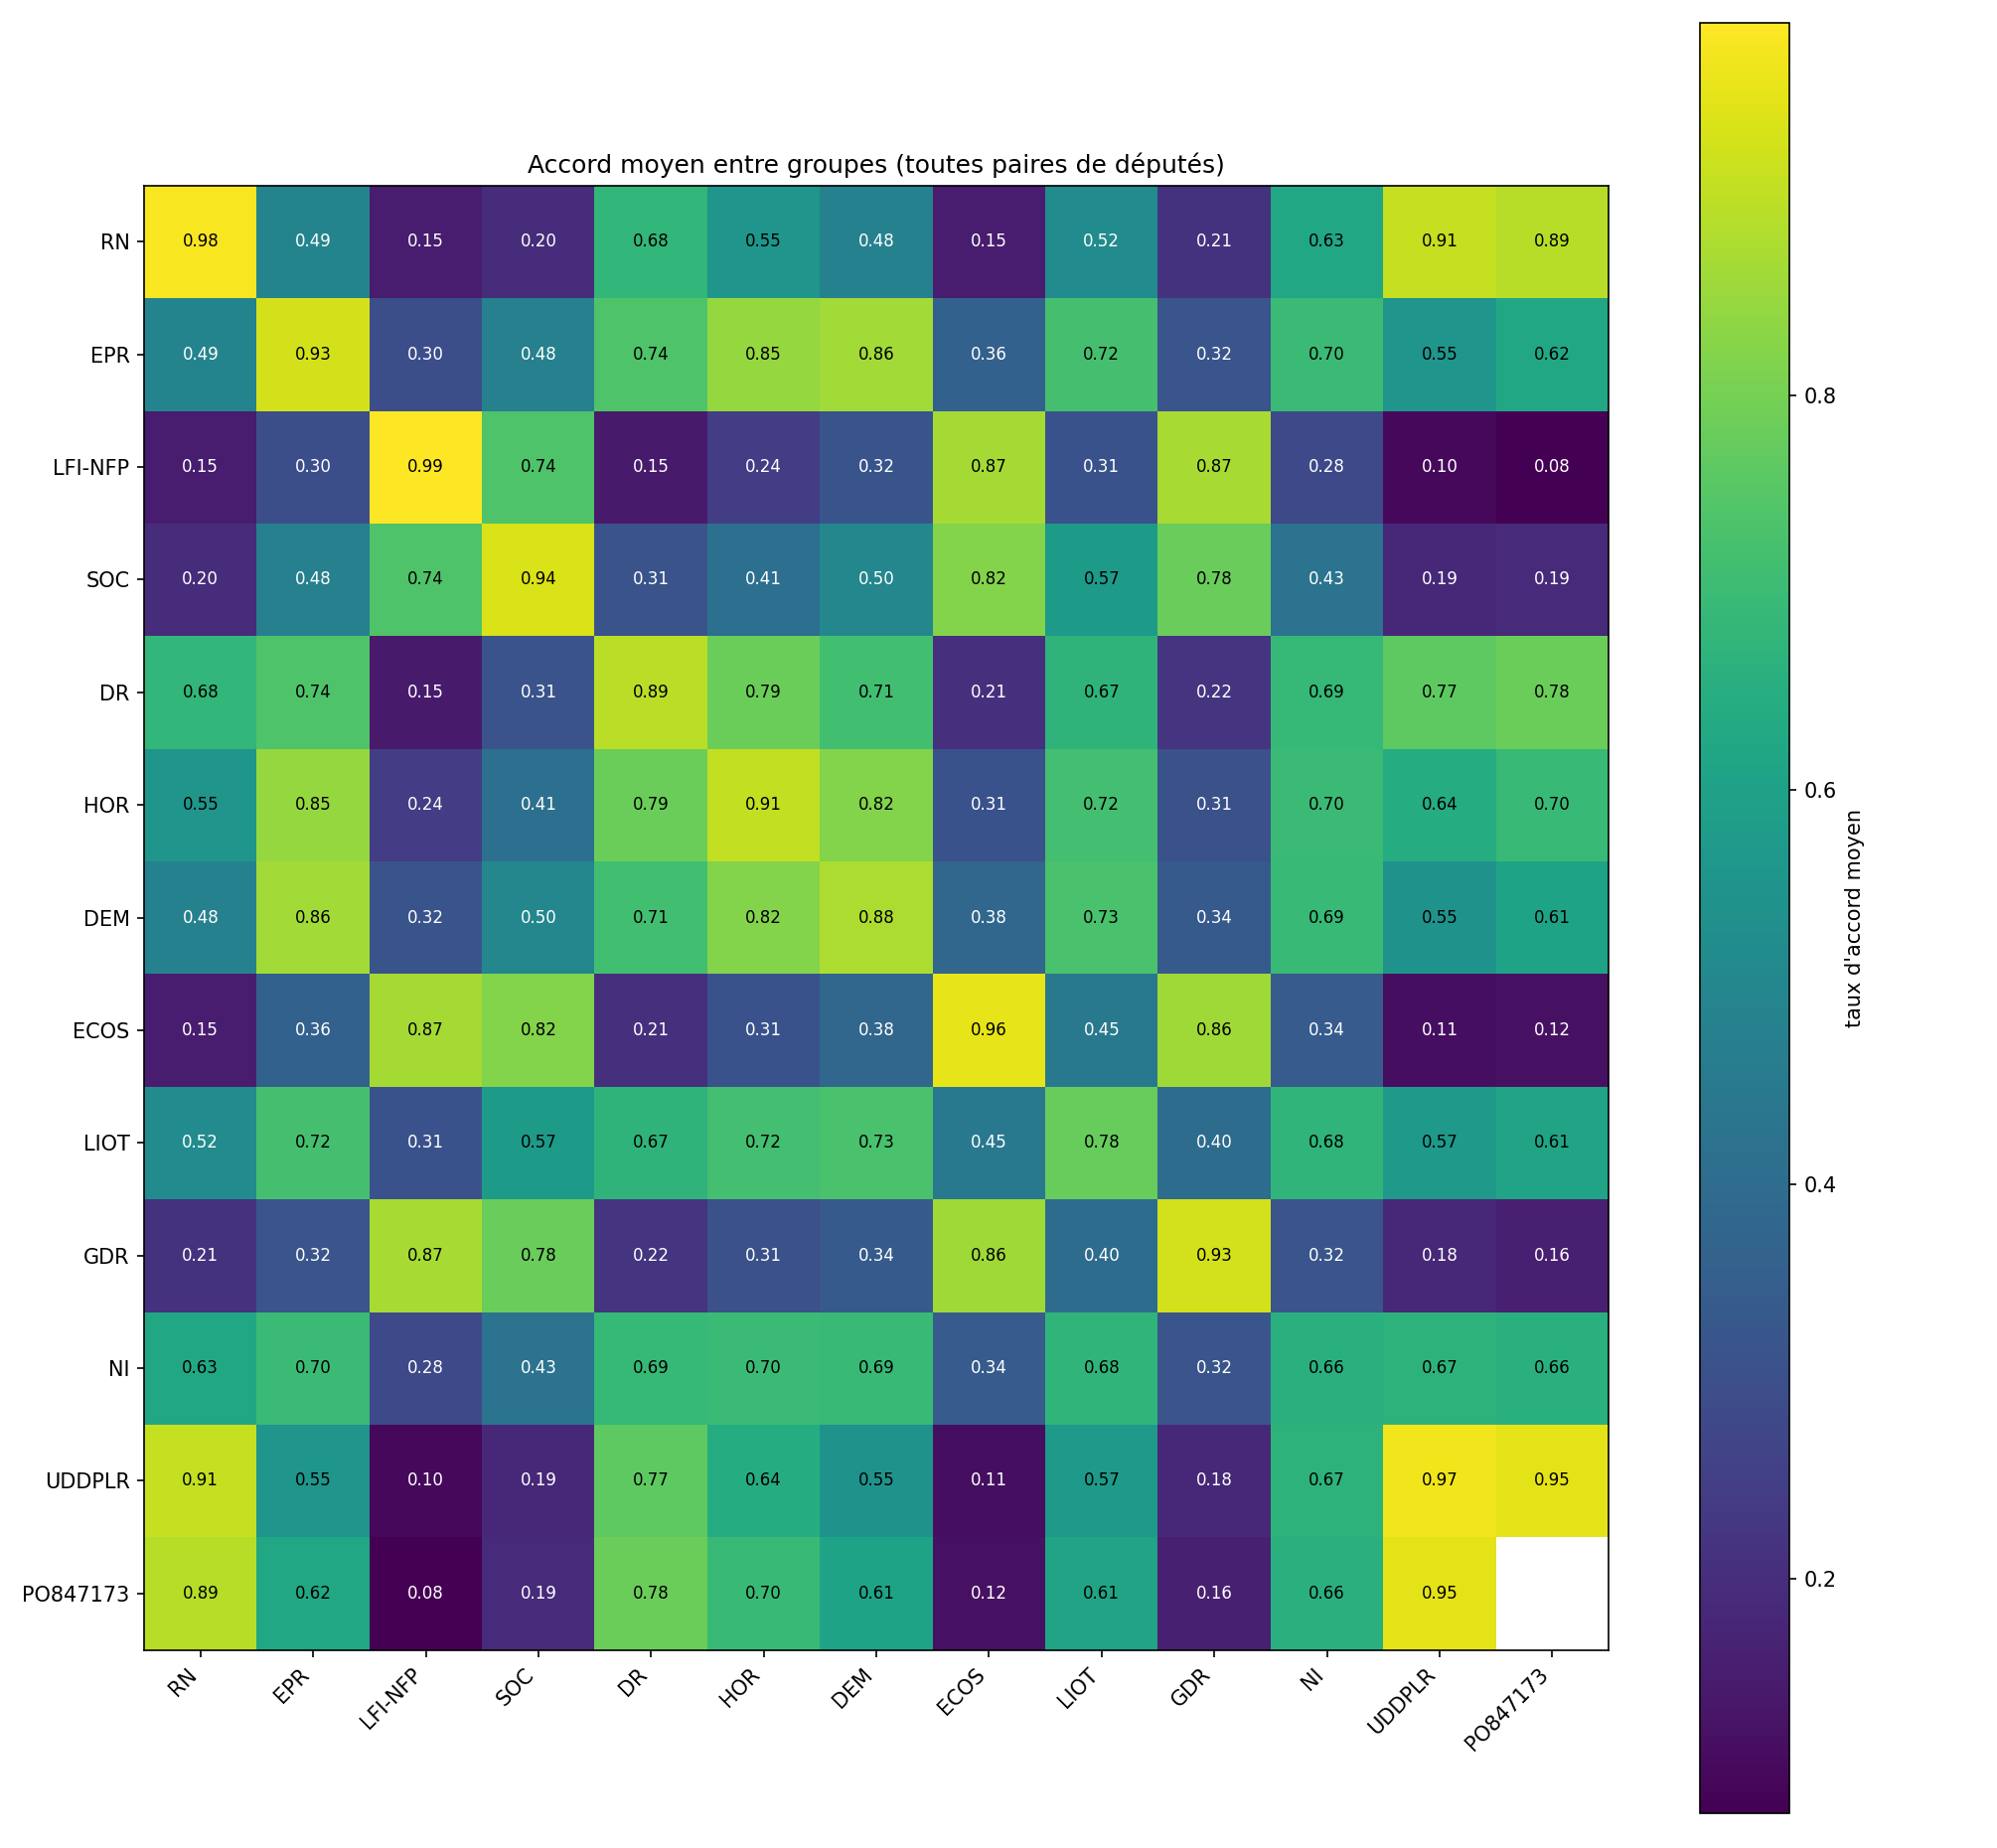 Accord moyen entre groupes (toutes paires de députés)
RN 0.98 0.49 0.15 0.20 0.68 0.55 0.48 0.15 0.52 0.21 0.63 0.91 0.89
EPR 0.49 0.93 0.30 0.48 0.74 0.85 0.86 0.36 0.72 0.32 0.70 0.55 0.62
LFI-NFP 0.15 0.30 0.99 0.74 0.15 0.24 0.32 0.87 0.31 0.87 0.28 0.10 0.08
SOC 0.20 0.48 0.74 0.94 0.31 0.41 0.50 0.82 0.57 0.78 0.43 0.19 0.19
DR 0.68 0.74 0.15 0.31 0.89 0.79 0.71 0.21 0.67 0.22 0.69 0.77 0.78
HOR 0.55 0.85 0.24 0.41 0.79 0.91 0.82 0.31 0.72 0.31 0.70 0.64 0.70
DEM 0.48 0.86 0.32 0.50 0.71 0.82 0.88 0.38 0.73 0.34 0.69 0.55 0.61
ECOS 0.15 0.36 0.87 0.82 0.21 0.31 0.38 0.96 0.45 0.86 0.34 0.11 0.12
LIOT 0.52 0.72 0.31 0.57 0.67 0.72 0.73 0.45 0.78 0.40 0.68 0.57 0.61
GDR 0.21 0.32 0.87 0.78 0.22 0.31 0.34 0.86 0.40 0.93 0.32 0.18 0.16
NI 0.63 0.70 0.28 0.43 0.69 0.70 0.69 0.34 0.68 0.32 0.66 0.67 0.66
UDDPLR 0.91 0.55 0.10 0.19 0.77 0.64 0.55 0.11 0.57 0.18 0.67 0.97 0.95
PO847173 0.89 0.62 0.08 0.19 0.78 0.70 0.61 0.12 0.61 0.16 0.66 0.95
RN EPR LFI-NFP SOC DR HOR DEM ECOS LIOT GDR NI UDDPLR PO847173
0.8
0.6
0.4
0.2
taux d'accord moyen